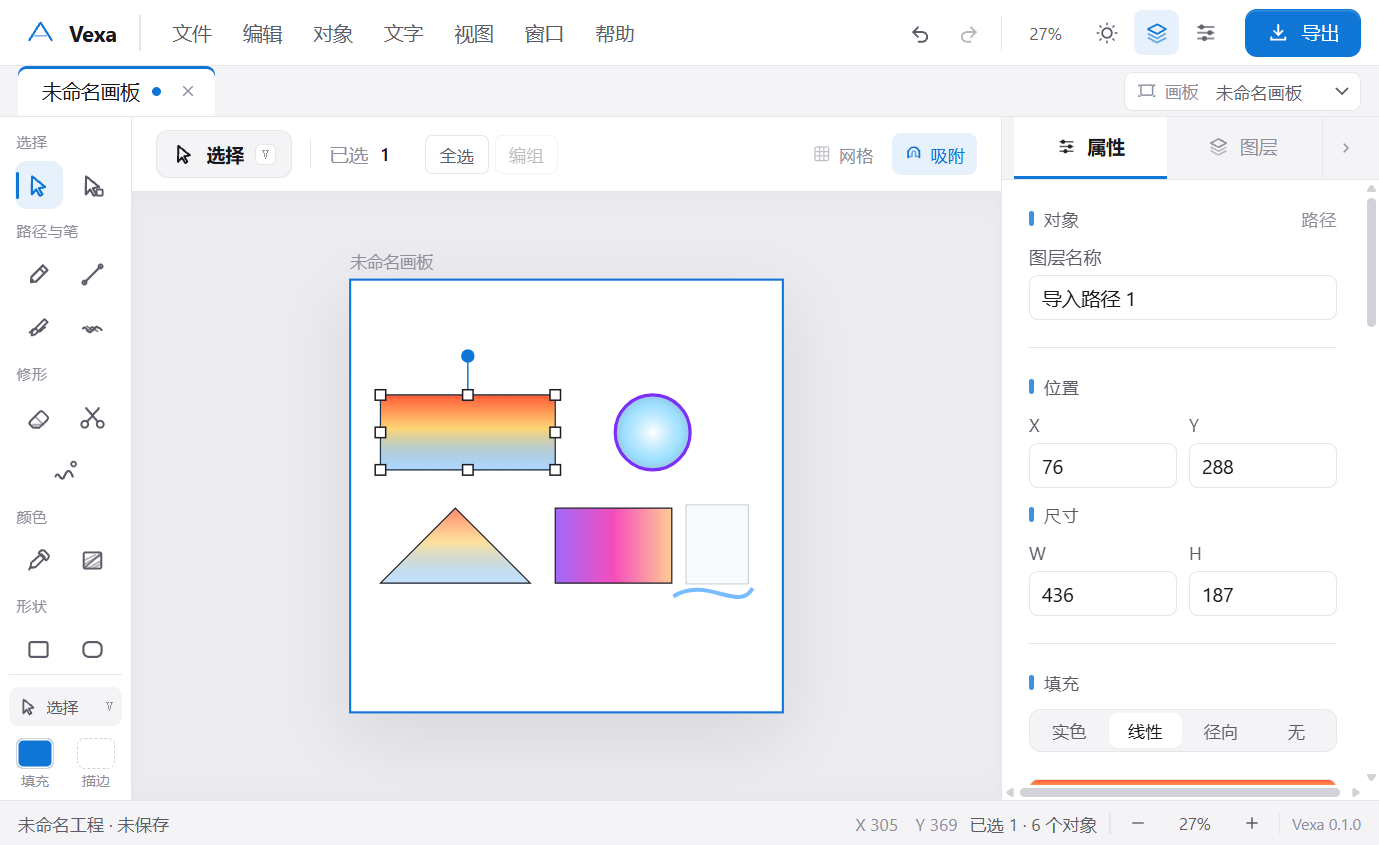 Vexa 文件 编辑 对象 文字 视图 窗口 帮助 27% 导出
未命名画板 画板 未命名画板
选择
选择 V 已选 1 全选 编组 网格 吸附
属性 图层
路径与笔
修形
颜色
形状
选择 V
填充 描边
未命名画板
对象 路径
图层名称
导入路径 1
位置
X Y
76 288
尺寸
W H
436 187
填充
实色 线性 径向 无
未命名工程 · 未保存 X 305 Y 369 已选 1 · 6 个对象 27% Vexa 0.1.0